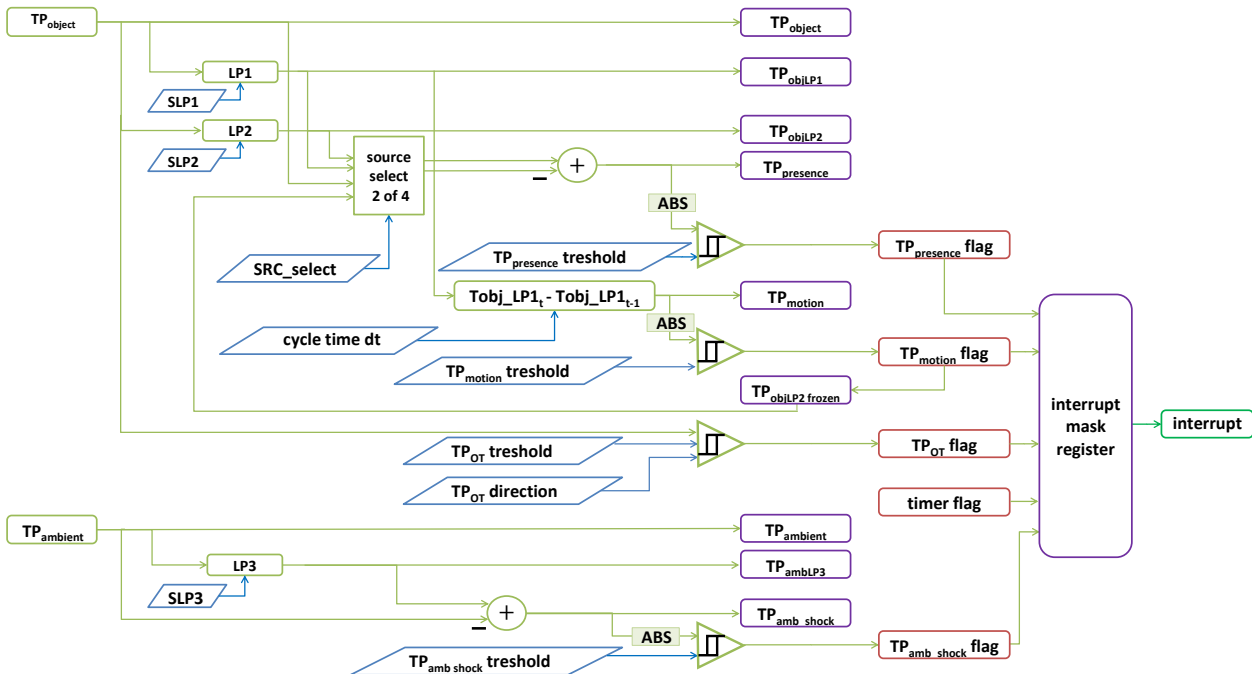 TPobject
TPobject
LP1
TPobjLP1
SLP1
LP2
TPobjLP2
SLP2
source
select
2 of 4
+
–
TPpresence
ABS
TPpresence treshold
TPpresence flag
SRC_select
Tobj_LP1t - Tobj_LP1t-1
TPmotion
ABS
cycle time dt
TPmotion treshold
TPmotion flag
TPobjLP2 frozen
interrupt
mask
register
interrupt
TPOT treshold
TPOT flag
TPOT direction
timer flag
TPambient
TPambient
LP3
TPambLP3
SLP3
+
–
TPamb_shock
ABS
TPamb shock treshold
TPamb_shock flag